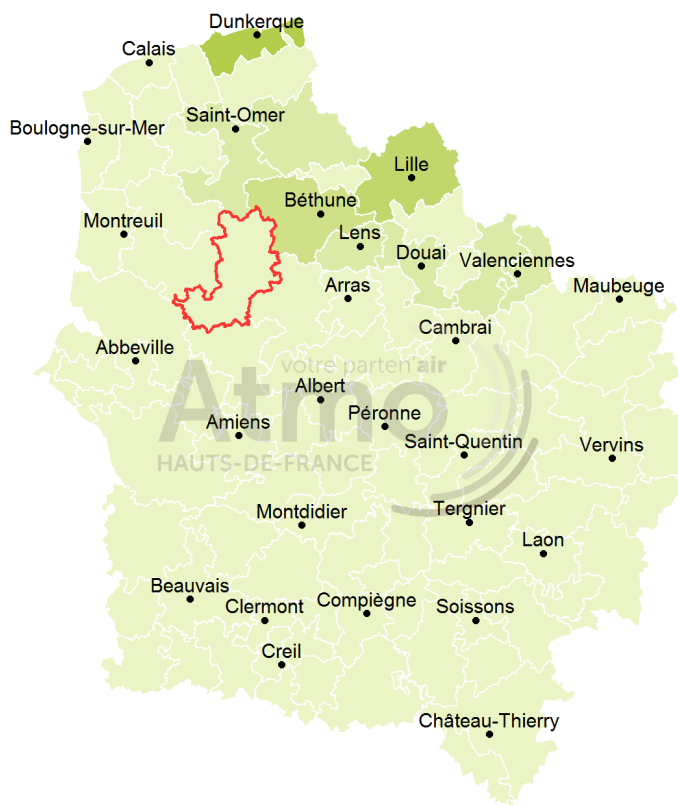 Dunkerque
Calais
Saint-Omer
Boulogne-sur-Mer
Lille
Béthune
Montreuil
Lens
Douai
Valenciennes
Arras
Maubeuge
Cambrai
Abbeville
votre parten'air
Atmo
HAUTS-DE-FRANCE
Albert
Péronne
Amiens
Saint-Quentin
Vervins
Montdidier
Tergnier
Laon
Beauvais
Clermont
Compiègne
Soissons
Creil
Château-Thierry